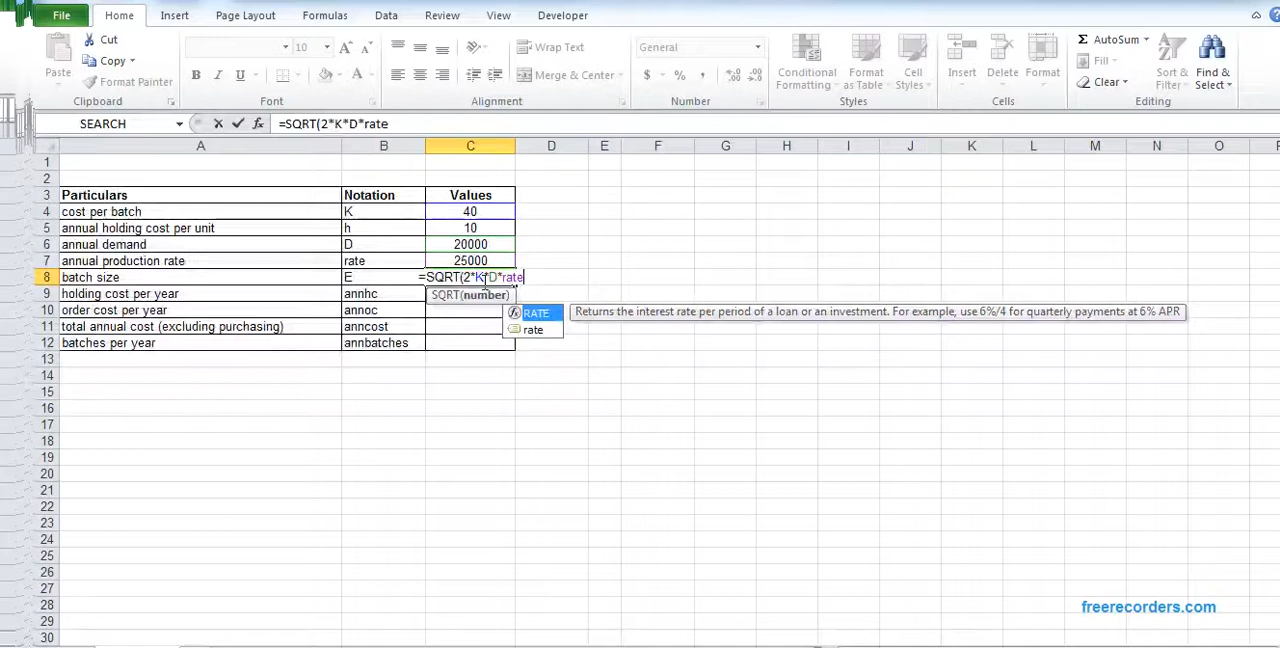 File Home Insert Page Layout Formulas Data Review View Developer
Cut
Copy
Format Painter
Paste
Clipboard
10
B I U
Font
Wrap Text
Merge & Center
Alignment
General
$ % ,
Number
Conditional Formatting
Format as Table
Cell Styles
Styles
Insert Delete Format
Cells
AutoSum
Fill
Clear
Sort & Filter
Find & Select
Editing
SEARCH =SQRT(2*K*D*rate
A B C D E F G H I J K L M N O
1
2
3 Particulars Notation Values
4 cost per batch K 40
5 annual holding cost per unit h 10
6 annual demand D 20000
7 annual production rate rate 25000
8 batch size E =SQRT(2*K*D*rate
9 holding cost per year annhc SQRT(number)
10 order cost per year annoc RATE Returns the interest rate per period of a loan or an investment. For example, use 6%/4 for quarterly payments at 6% APR
11 total annual cost (excluding purchasing) anncost rate
12 batches per year annbatches
13
14
15
16
17
18
19
20
21
22
23
24
25
26
27
28 freerecorders.com
29
30